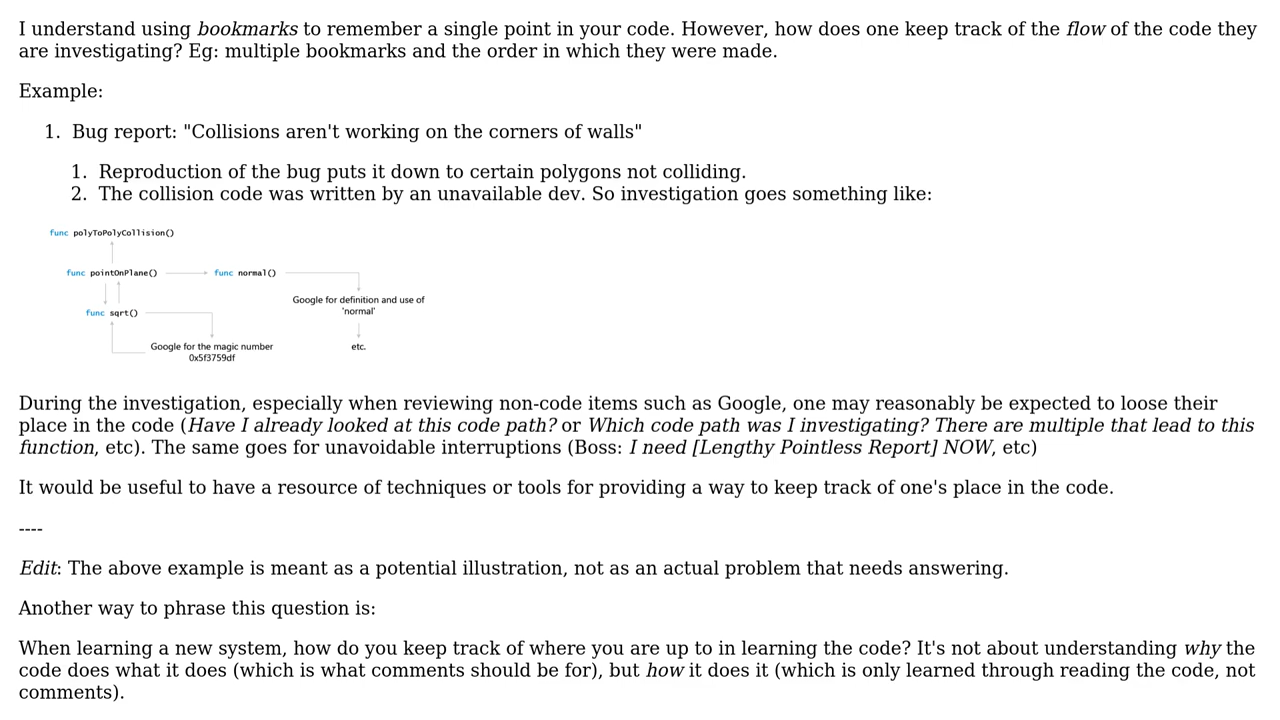 I understand using bookmarks to remember a single point in your code. However, how does one keep track of the flow of the code they
are investigating? Eg: multiple bookmarks and the order in which they were made.
Example:
1. Bug report: "Collisions aren't working on the corners of walls"
1. Reproduction of the bug puts it down to certain polygons not colliding.
2. The collision code was written by an unavailable dev. So investigation goes something like:
func polyToPolyCollision()
func pointOnPlane()
func normal()
Google for definition and use of
'normal'
func sqrt()
Google for the magic number
0x5f3759df
etc.
During the investigation, especially when reviewing non-code items such as Google, one may reasonably be expected to loose their
place in the code (Have I already looked at this code path? or Which code path was I investigating? There are multiple that lead to this
function, etc). The same goes for unavoidable interruptions (Boss: I need [Lengthy Pointless Report] NOW, etc)
It would be useful to have a resource of techniques or tools for providing a way to keep track of one's place in the code.
----
Edit: The above example is meant as a potential illustration, not as an actual problem that needs answering.
Another way to phrase this question is:
When learning a new system, how do you keep track of where you are up to in learning the code? It's not about understanding why the
code does what it does (which is what comments should be for), but how it does it (which is only learned through reading the code, not
comments).